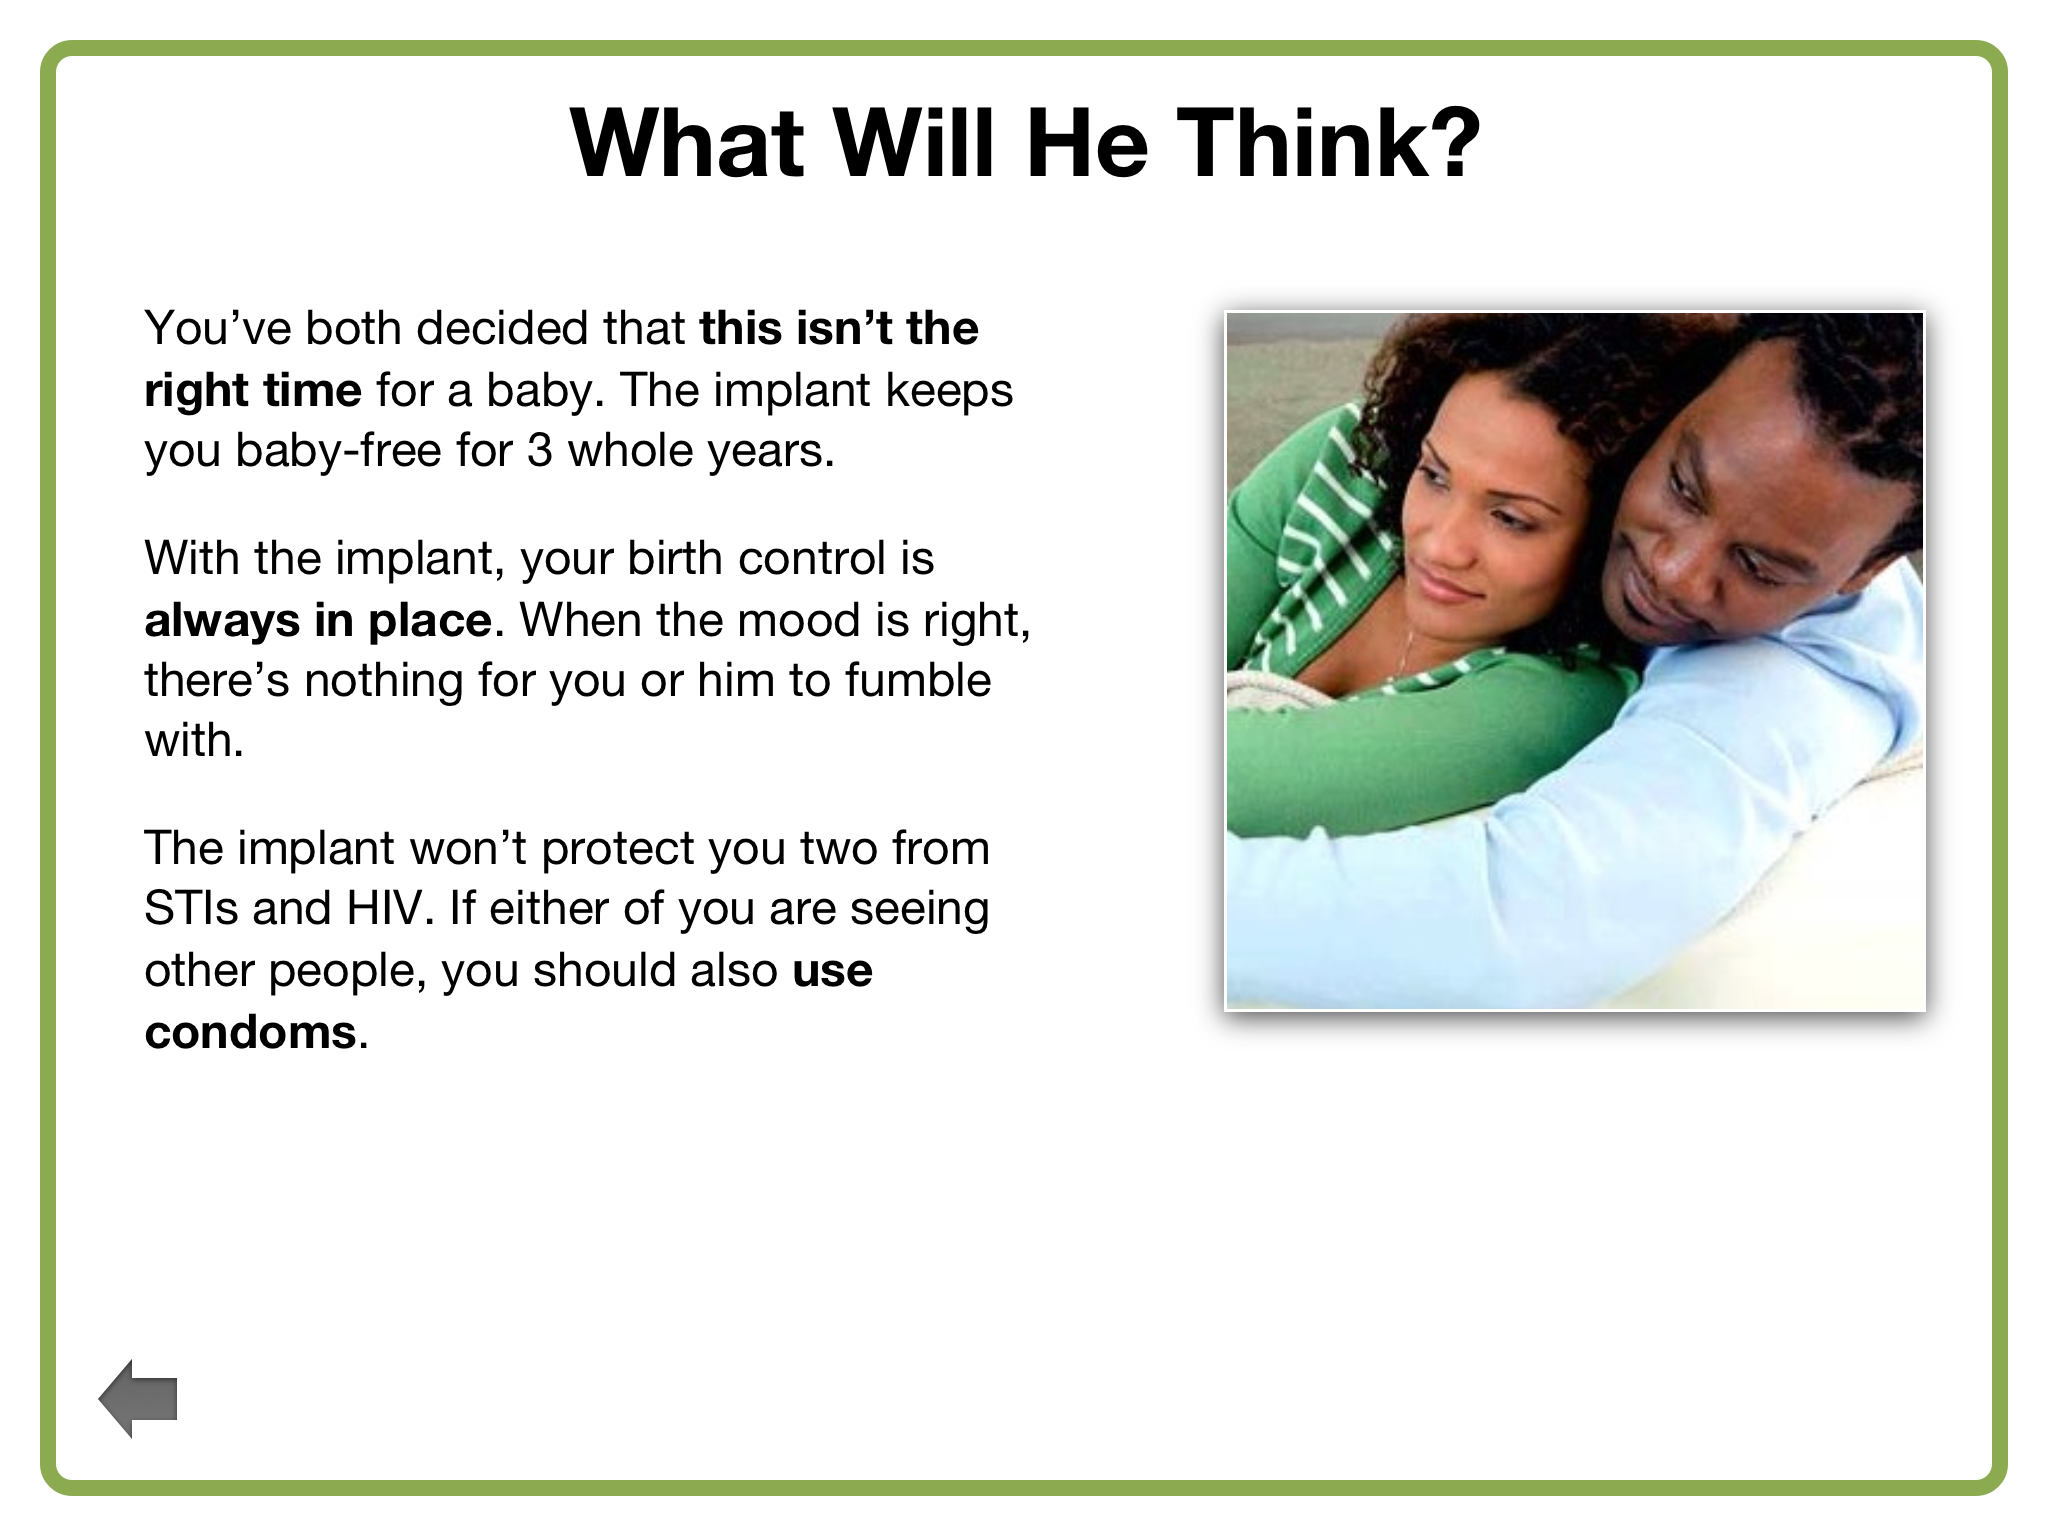 What Will He Think?
You’ve both decided that this isn’t the
right time for a baby. The implant keeps
you baby-free for 3 whole years.
With the implant, your birth control is
always in place. When the mood is right,
there’s nothing for you or him to fumble
with.
The implant won’t protect you two from
STIs and HIV. If either of you are seeing
other people, you should also use
condoms.